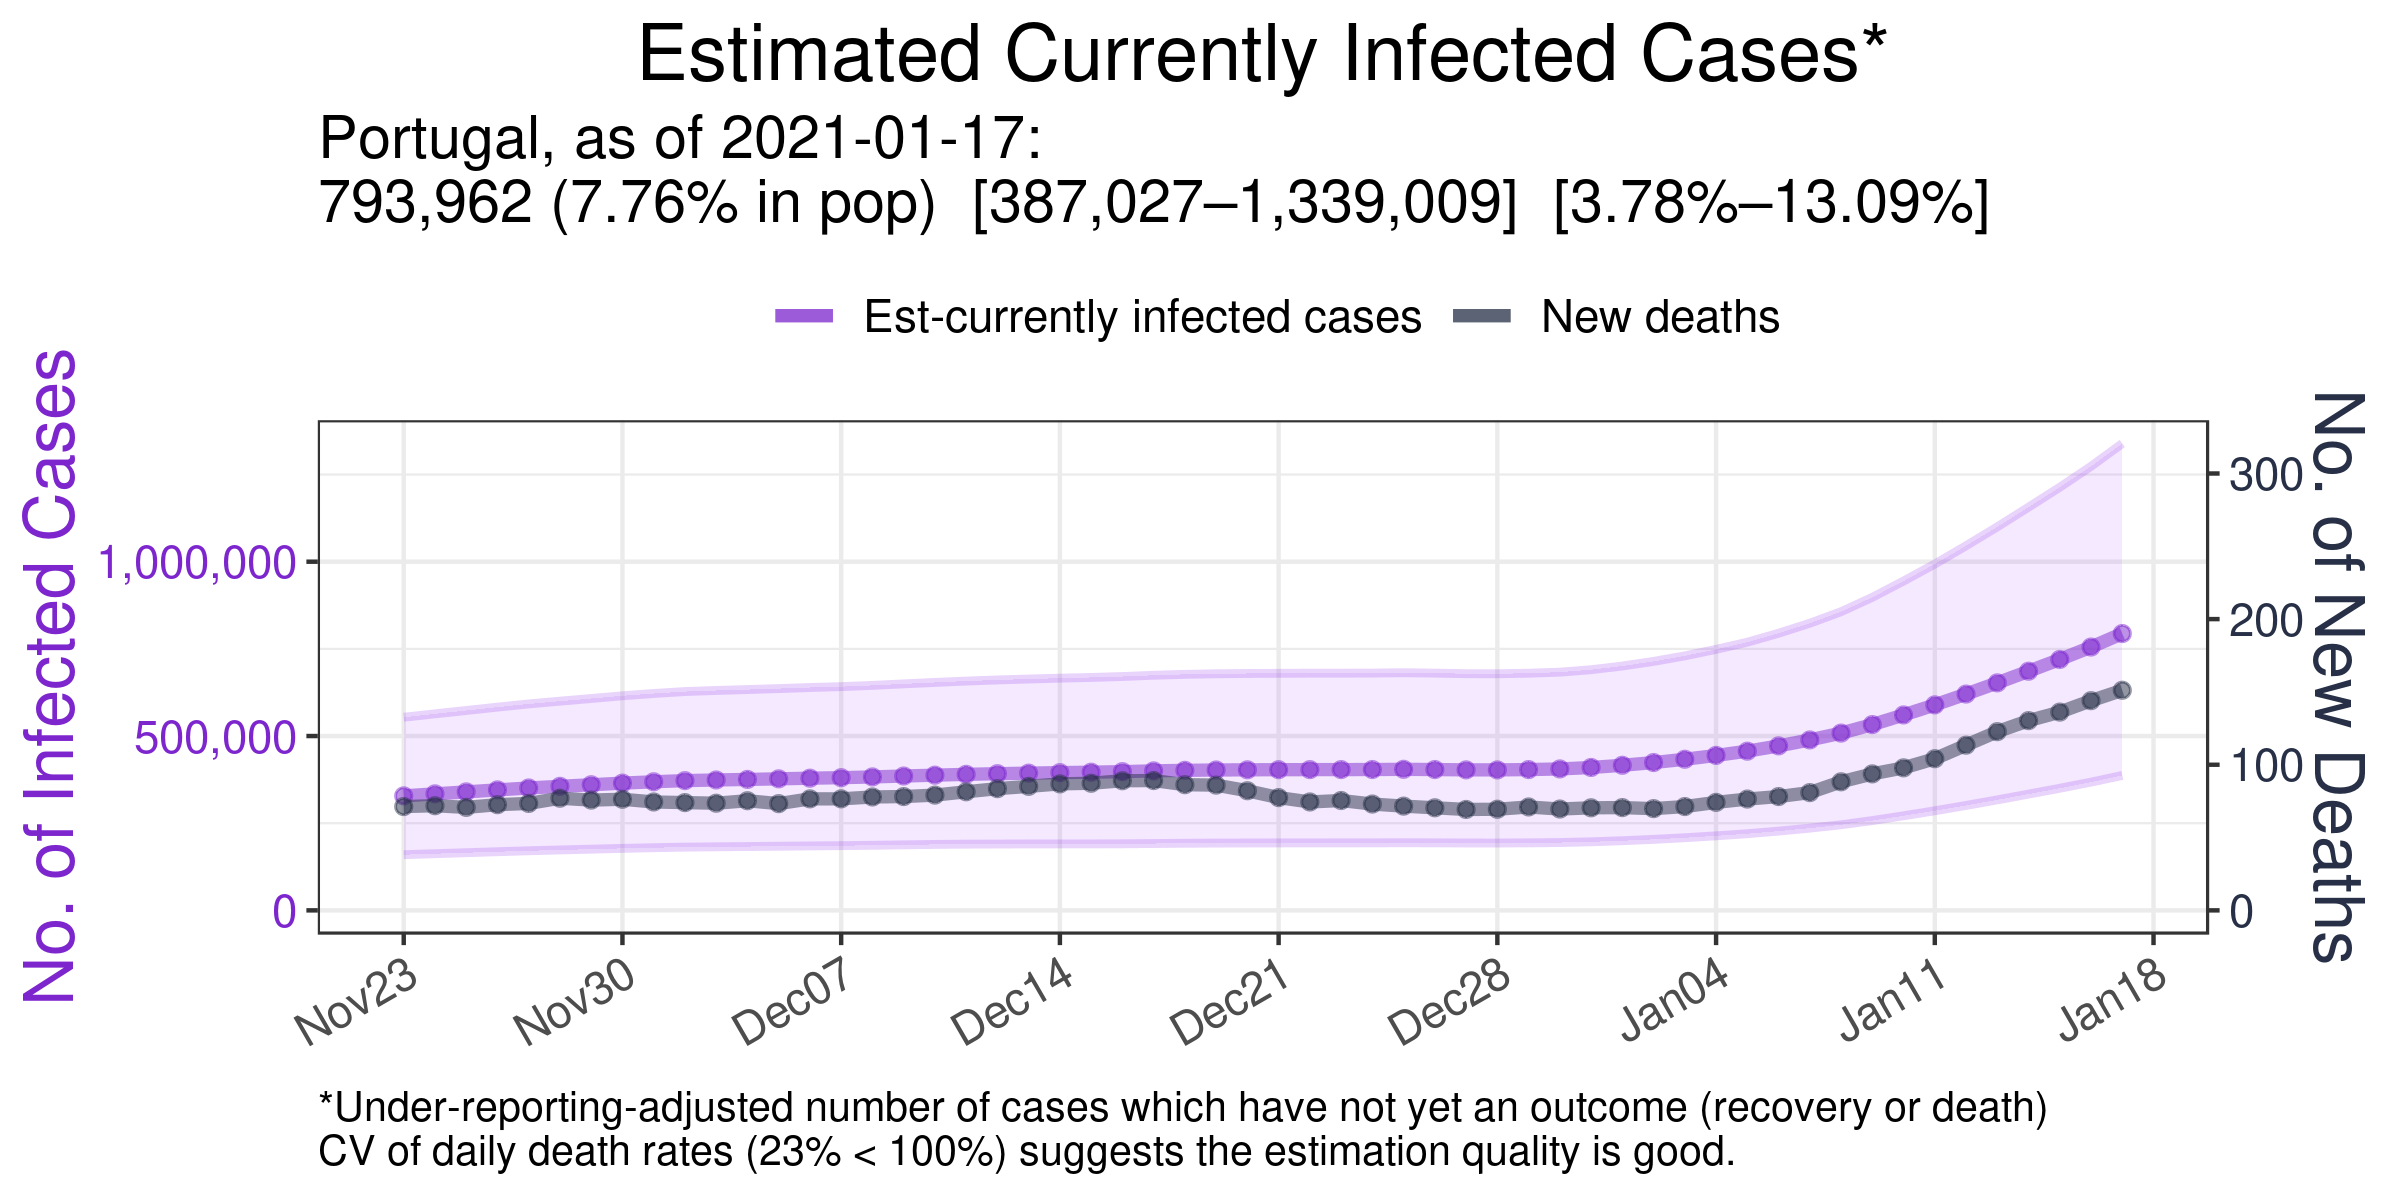 Estimated Currently Infected Cases*
Portugal, as of 2021-01-17:
793,962 (7.76% in pop)  [387,027–1,339,009]  [3.78%–13.09%]
Est-currently infected cases
New deaths
No. of Infected Cases
1,000,000
500,000
0
300
200
100
0
No. of New Deaths
Nov23
Nov30
Dec07
Dec14
Dec21
Dec28
Jan04
Jan11
Jan18
*Under-reporting-adjusted number of cases which have not yet an outcome (recovery or death)
CV of daily death rates (23% < 100%) suggests the estimation quality is good.